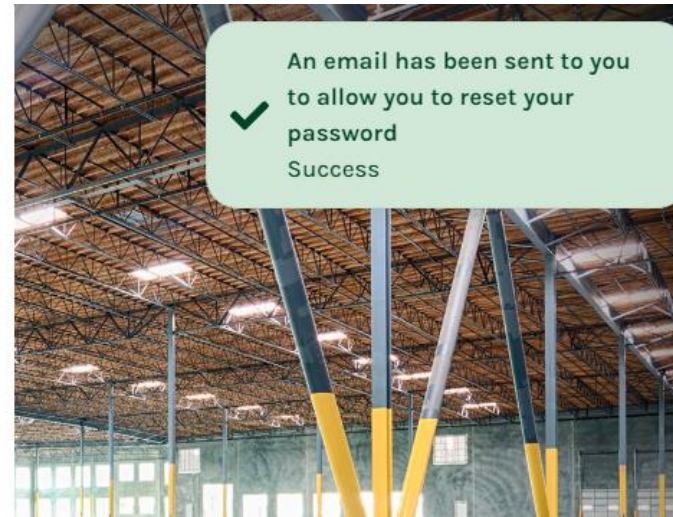 An email has been sent to you
to allow you to reset your
password
Success